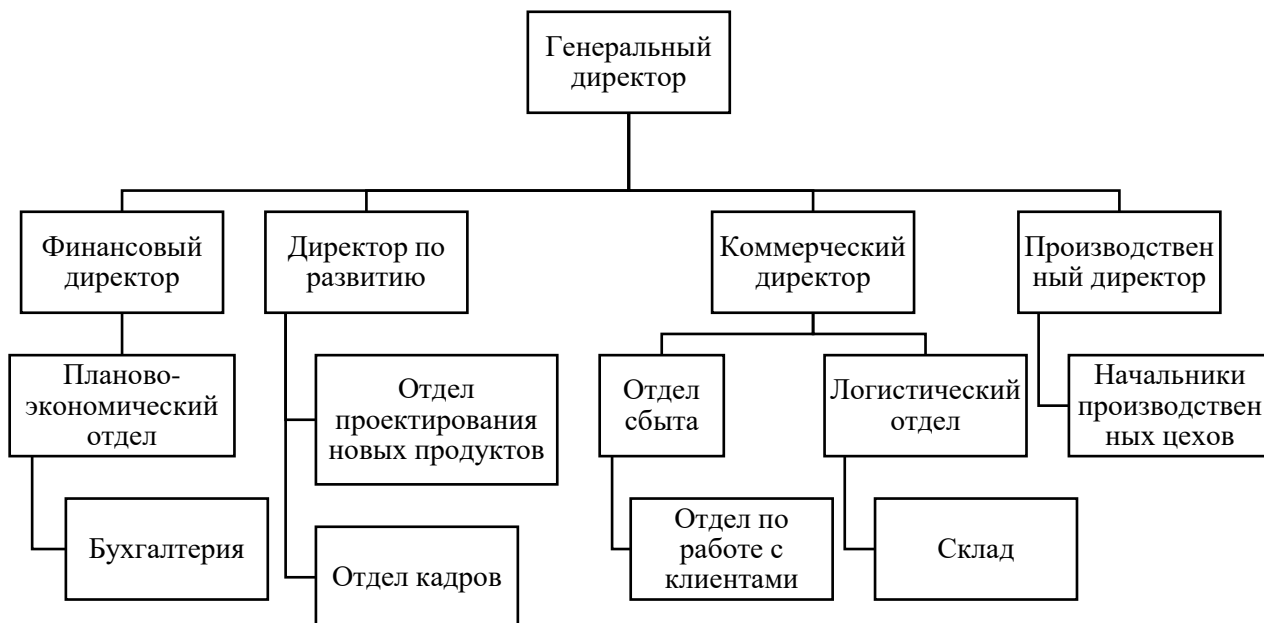 Генеральный
директор
Финансовый
директор
Директор по
развитию
Коммерческий
директор
Производствен
ный директор
Планово-
экономический
отдел
Отдел
проектирования
новых продуктов
Отдел
сбыта
Логистический
отдел
Начальники
производствен
ных цехов
Бухгалтерия
Отдел кадров
Отдел по
работе с
клиентами
Склад